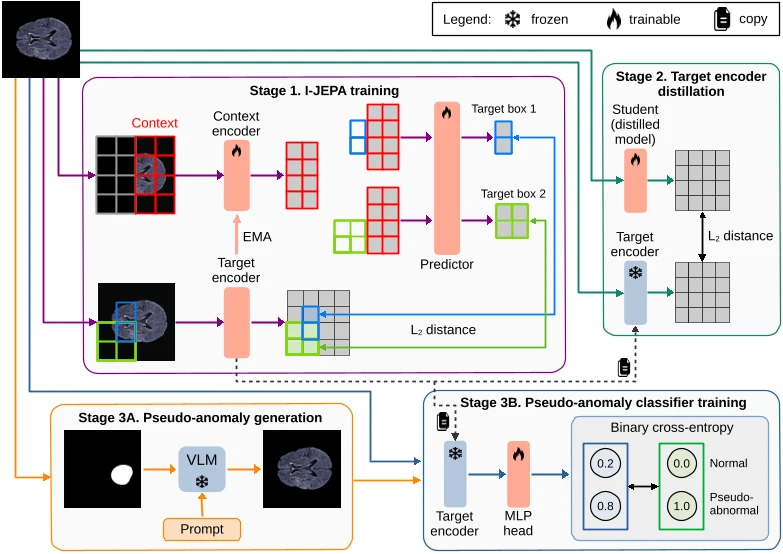 Legend: frozen trainable copy
Stage 1. I-JEPA training
Context
Context
encoder
Target box 1
Target box 2
EMA
Predictor
Target
encoder
L₂ distance
Stage 2. Target encoder
distillation
Student
(distilled
model)
L₂ distance
Target
encoder
Stage 3A. Pseudo-anomaly generation
VLM
Prompt
Stage 3B. Pseudo-anomaly classifier training
Binary cross-entropy
0.2 0.0 Normal
0.8 1.0 Pseudo-
abnormal
Target
encoder
MLP
head